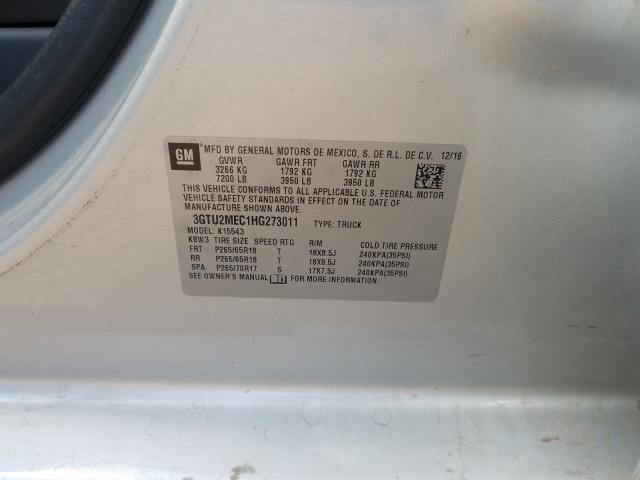 GM
MFD BY GENERAL MOTORS DE MEXICO, S. DE R.L. DE C.V. 12/16
GVWR GAWR FRT GAWR RR
3266 KG 1792 KG 1792 KG
7200 LB 3950 LB 3950 LB
THIS VEHICLE CONFORMS TO ALL APPLICABLE U.S. FEDERAL MOTOR
VEHICLE SAFETY STANDARDS IN EFFECT ON THE DATE OF
MANUFACTURE SHOWN ABOVE.
3GTU2MEC1HG273011 TYPE: TRUCK
MODEL: K15543
KBW3 TIRE SIZE SPEED RTG RIM COLD TIRE PRESSURE
FRT P265/65R18 T 18X8.5J 240KPA(35PSI)
RR P265/65R18 T 18X8.5J 240KPA(35PSI)
SPA P265/70R17 S 17X7.5J 240KPA(35PSI)
SEE OWNER'S MANUAL FOR MORE INFORMATION.